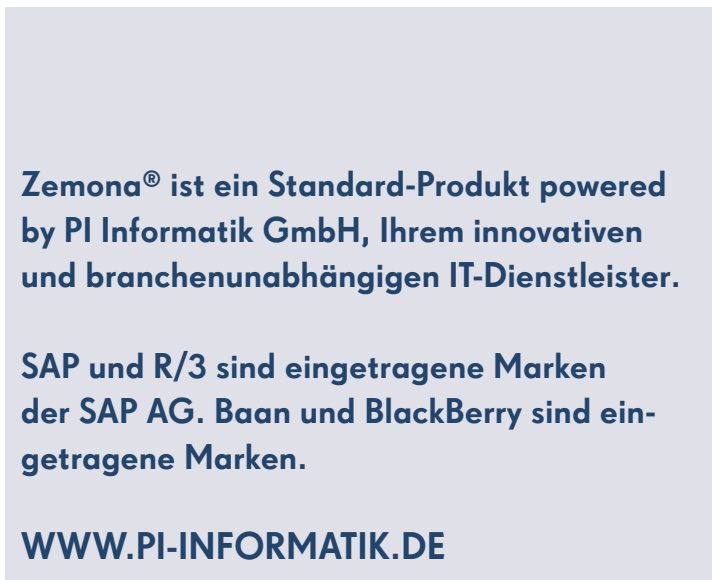 Zemona® ist ein Standard-Produkt powered
by PI Informatik GmbH, Ihrem innovativen
und branchenunabhängigen IT-Dienstleister.
SAP und R/3 sind eingetragene Marken
der SAP AG. Baan und BlackBerry sind ein-
getragene Marken.
WWW.PI-INFORMATIK.DE